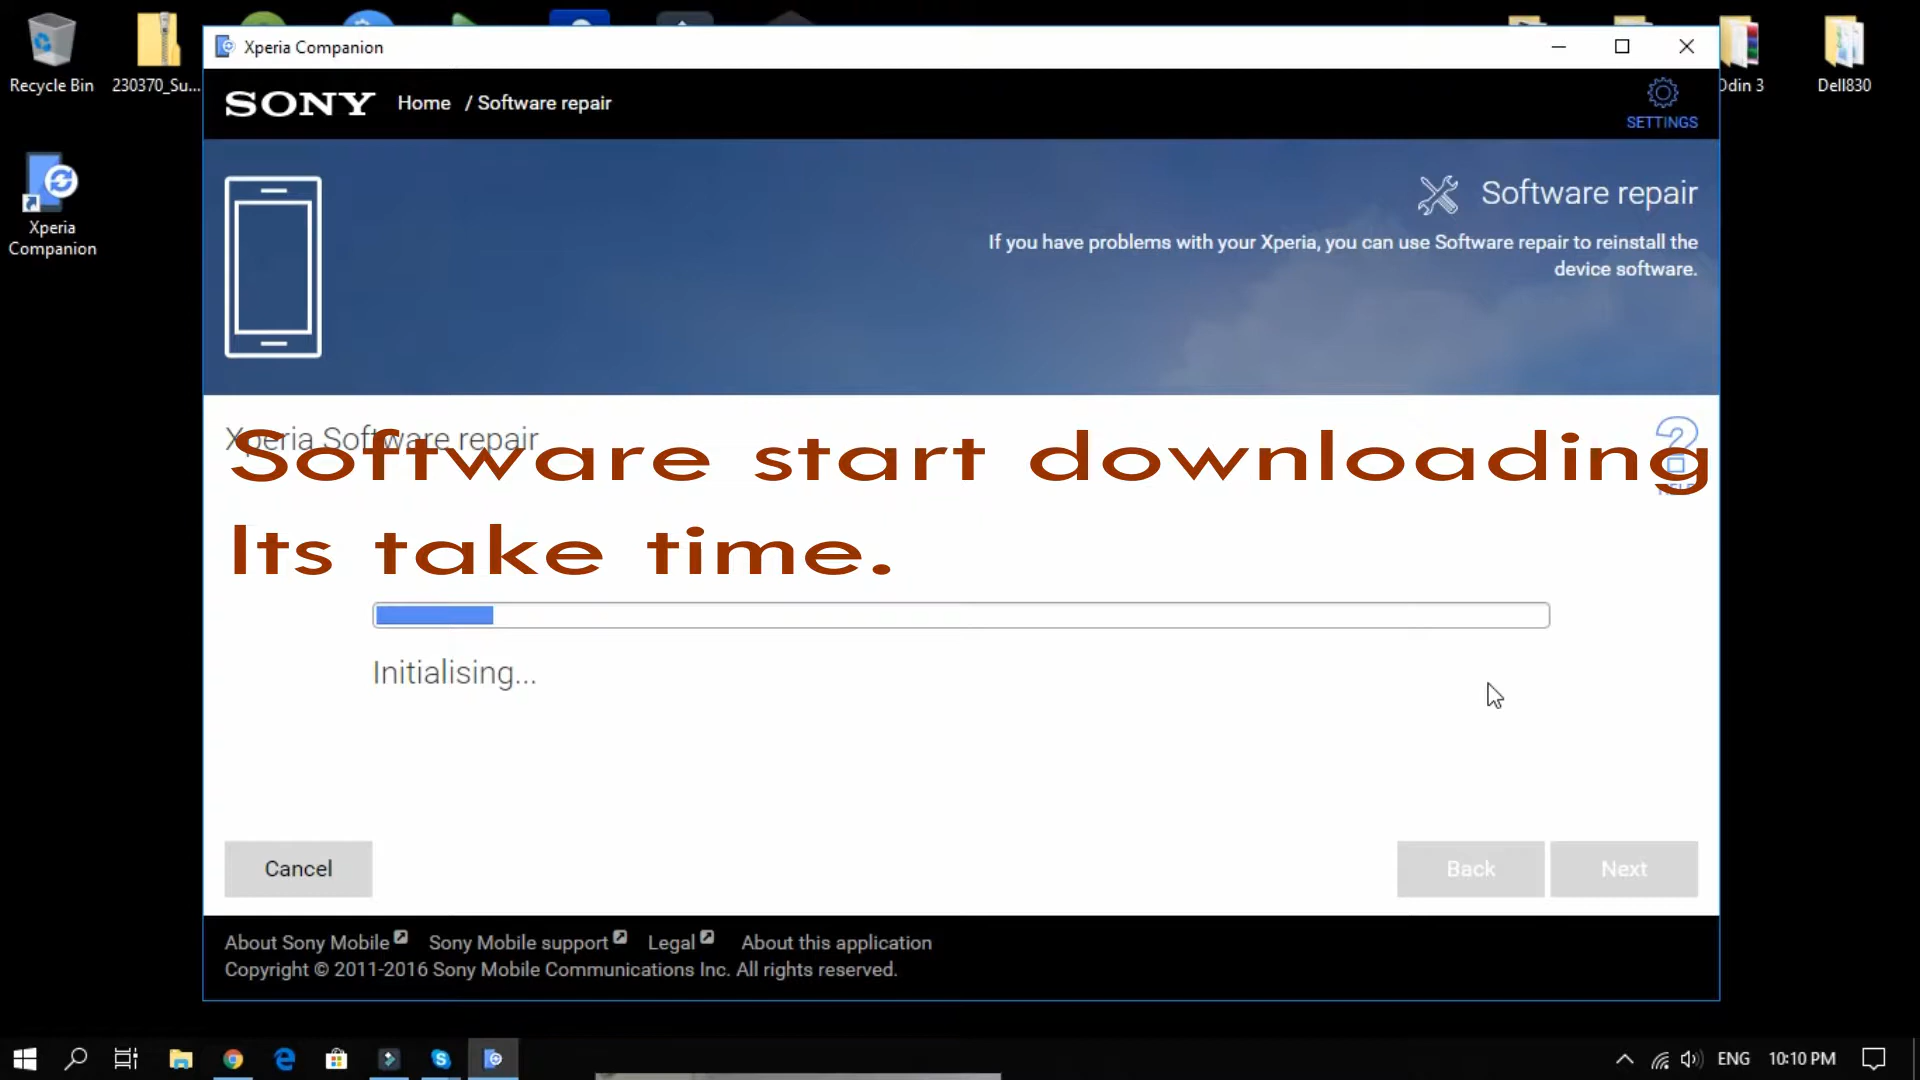 Recycle Bin
230370_Su...
Xperia Companion
SONY
Home / Software repair
SETTINGS
Odin 3
Dell830
Xperia
Companion
Software repair
If you have problems with your Xperia, you can use Software repair to reinstall the
device software.
Xperia Software repair
HELP
Software start downloading
Its take time.
Initialising...
Cancel
Back
Next
About Sony Mobile
Sony Mobile support
Legal
About this application
Copyright © 2011-2016 Sony Mobile Communications Inc. All rights reserved.
ENG
10:10 PM